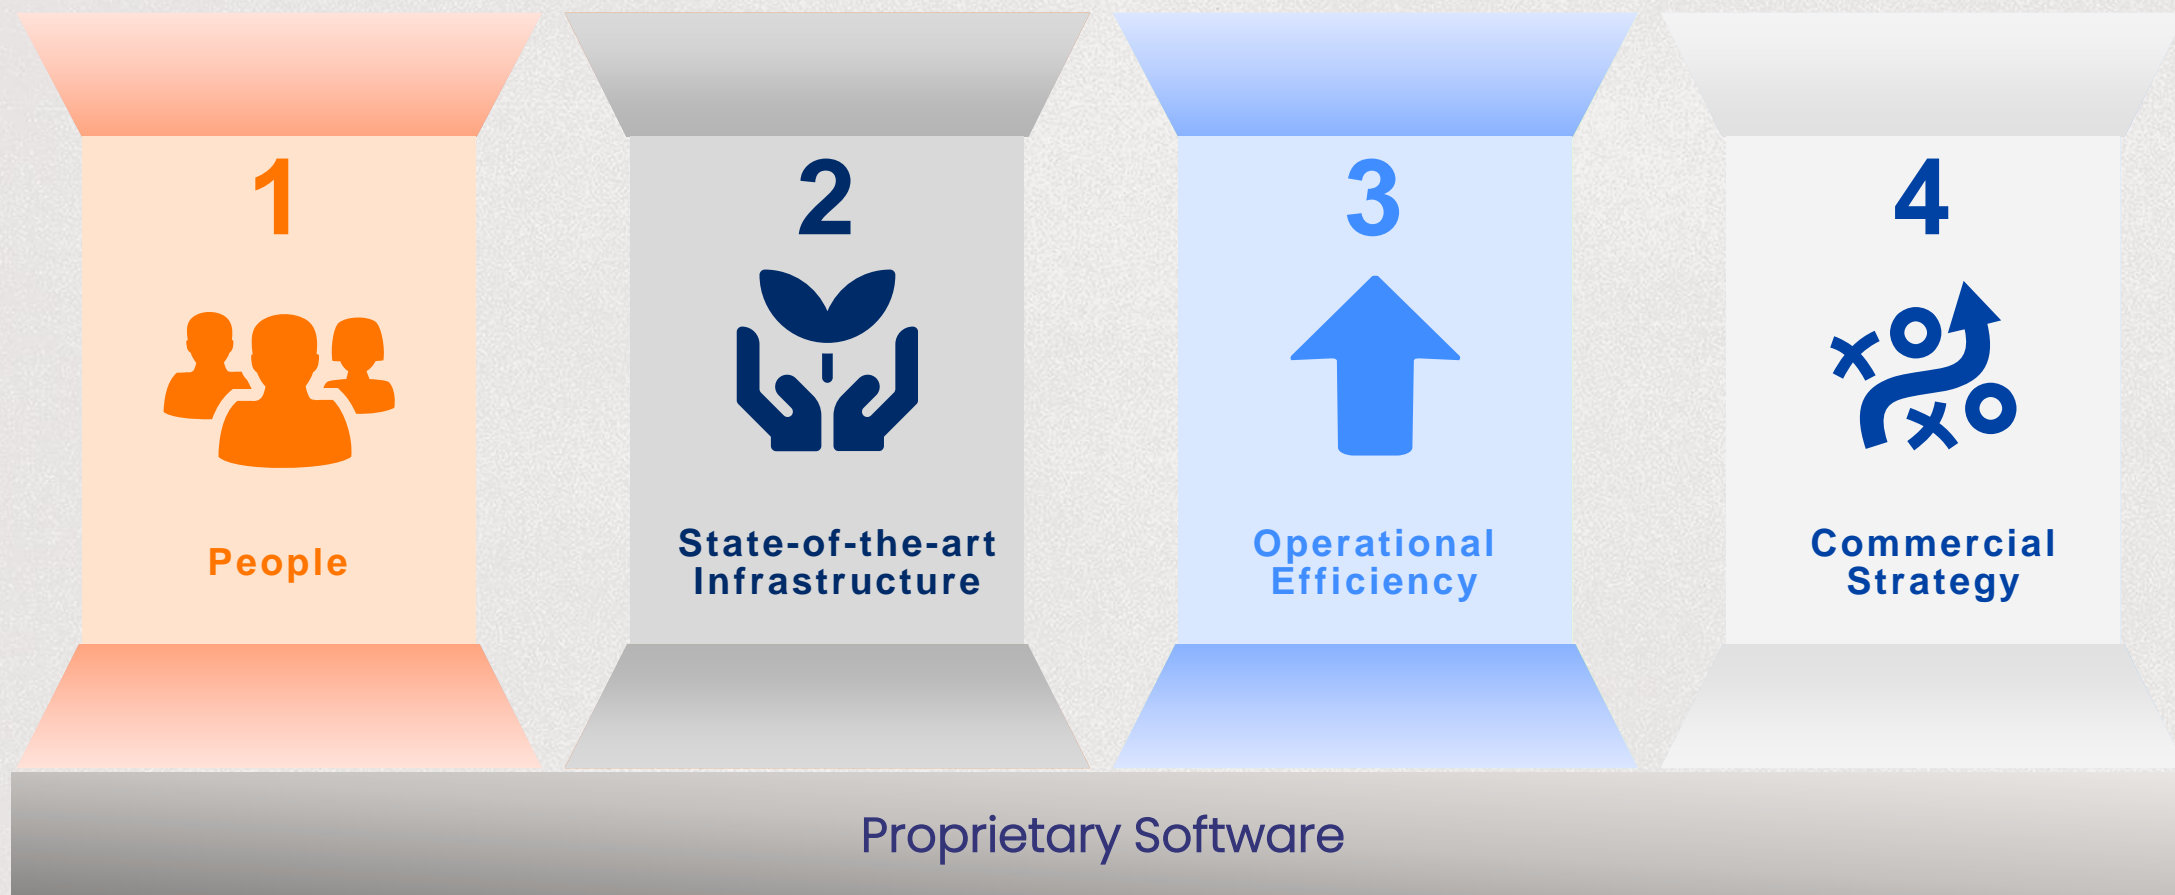 1
People
2
State-of-the-art
Infrastructure
3
Operational
Efficiency
4
Commercial
Strategy
Proprietary Software